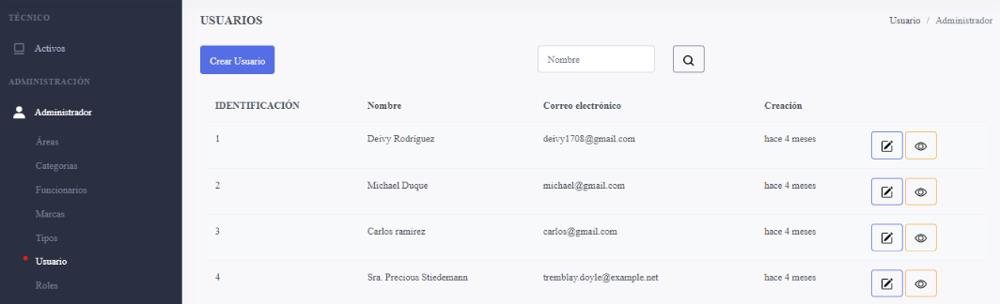 TÉCNICO
Activos
ADMINISTRACIÓN
Administrador
Áreas
Categorias
Funcionarios
Marcas
Tipos
Usuario
Roles
USUARIOS
Usuario / Administrador
Crear Usuario
Nombre
IDENTIFICACIÓN Nombre Correo electrónico Creación
1 Deivy Rodríguez deivy1708@gmail.com hace 4 meses
2 Michael Duque michael@gmail.com hace 4 meses
3 Carlos ramirez carlos@gmail.com hace 4 meses
4 Sra. Precious Stiedemann tremblay.doyle@example.net hace 4 meses